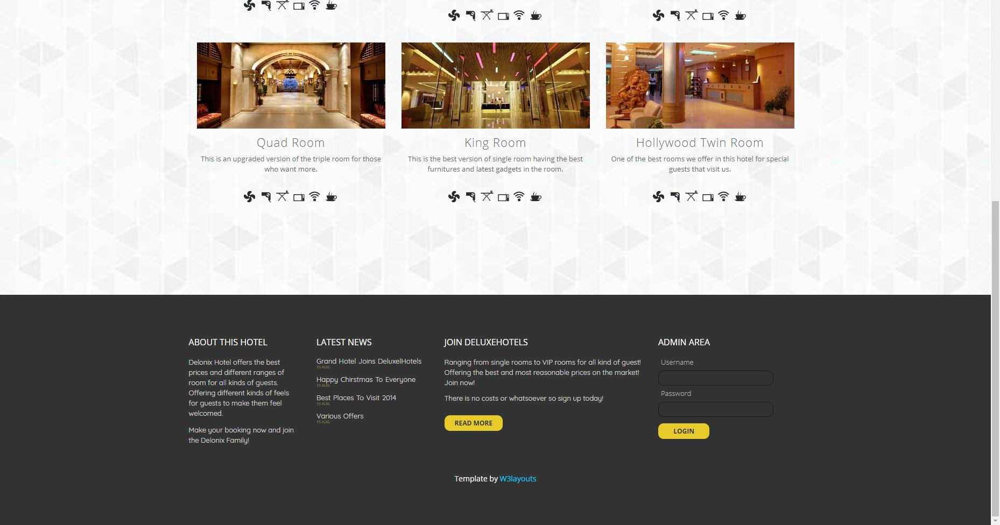 Quad Room
This is an upgraded version of the triple room for those
who want more.
King Room
This is the best version of single room having the best
furnitures and latest gadgets in the room.
Hollywood Twin Room
One of the best rooms we offer in this hotel for special
guests that visit us.
ABOUT THIS HOTEL
Delonix Hotel offers the best
prices and different ranges of
room for all kinds of guests.
Offering different kinds of feels
for guests to make them feel
welcomed.
Make your booking now and join
the Delonix Family!
LATEST NEWS
Grand Hotel Joins DeluxelHotels
15 AUG
Happy Chirstmas To Everyone
15 AUG
Best Places To Visit 2014
15 AUG
Various Offers
15 AUG
JOIN DELUXEHOTELS
Ranging from single rooms to VIP rooms for all kind of guest!
Offering the best and most reasonable prices on the market!
Join now!
There is no costs or whatsoever so sign up today!
READ MORE
ADMIN AREA
Username
Password
LOGIN
Template by W3layouts